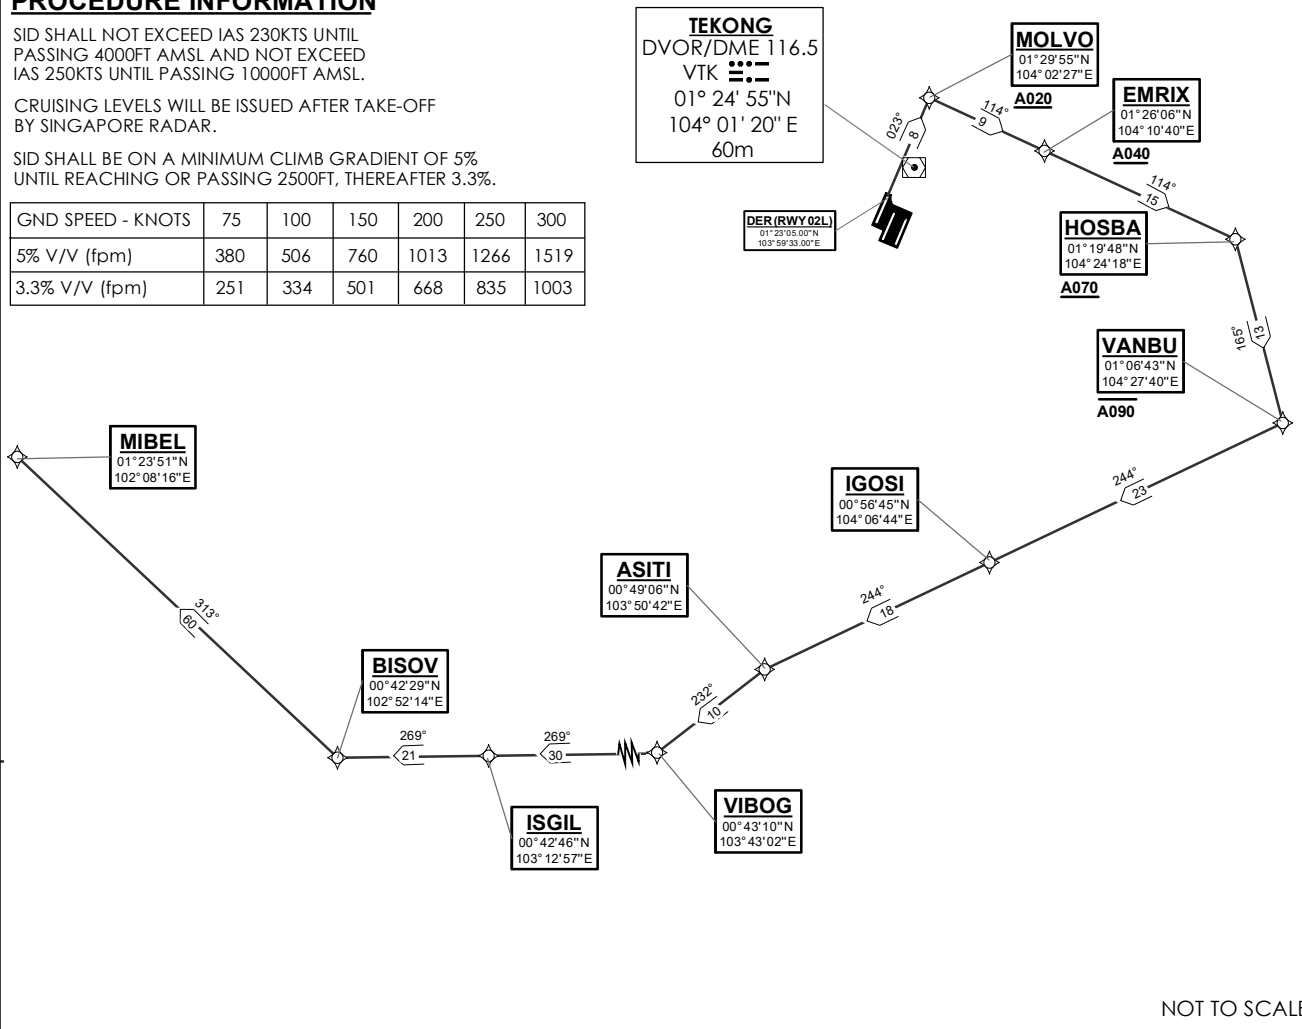 PROCEDURE INFORMATION
SID SHALL NOT EXCEED IAS 230KTS UNTIL
PASSING 4000FT AMSL AND NOT EXCEED
IAS 250KTS UNTIL PASSING 10000FT AMSL.
CRUISING LEVELS WILL BE ISSUED AFTER TAKE-OFF
BY SINGAPORE RADAR.
SID SHALL BE ON A MINIMUM CLIMB GRADIENT OF 5%
UNTIL REACHING OR PASSING 2500FT, THEREAFTER 3.3%.
GND SPEED - KNOTS 75 100 150 200 250 300
5% V/V (fpm) 380 506 760 1013 1266 1519
3.3% V/V (fpm) 251 334 501 668 835 1003
TEKONG
DVOR/DME 116.5
VTK
01° 24' 55"N
104° 01' 20" E
60m
MOLVO
01°29'55"N
104°02'27"E
A020
EMRIX
01°26'06"N
104°10'40"E
A040
023°
8
114°
9
114°
15
DER(RWY02L)
01°23'05.00"N
103°59'33.00"E
HOSBA
01°19'48"N
104°24'18"E
A070
165°
13
VANBU
01°06'43"N
104°27'40"E
A090
MIBEL
01°23'51"N
102°08'16"E
244°
23
IGOSI
00°56'45"N
104°06'44"E
ASITI
00°49'06"N
103°50'42"E
244°
18
313°
60
BISOV
00°42'29"N
102°52'14"E
232°
10
269°
21
269°
30
ISGIL
00°42'46"N
103°12'57"E
VIBOG
00°43'10"N
103°43'02"E
NOT TO SCALE